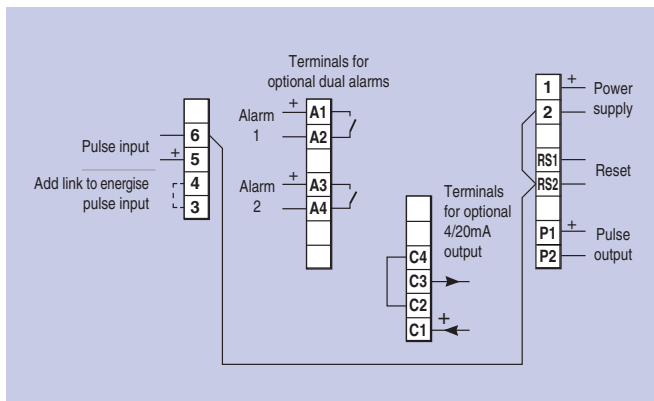 Terminals for
optional dual alarms
6
5
4
3
Pulse input
+
Add link to energise
pulse input
Alarm
1
+
A1
A2
Alarm
2
+
A3
A4
Terminals
for optional
4/20mA
output
C4
C3
C2
C1
+
1
2
+
Power
supply
RS1
RS2
Reset
P1
P2
+
Pulse
output